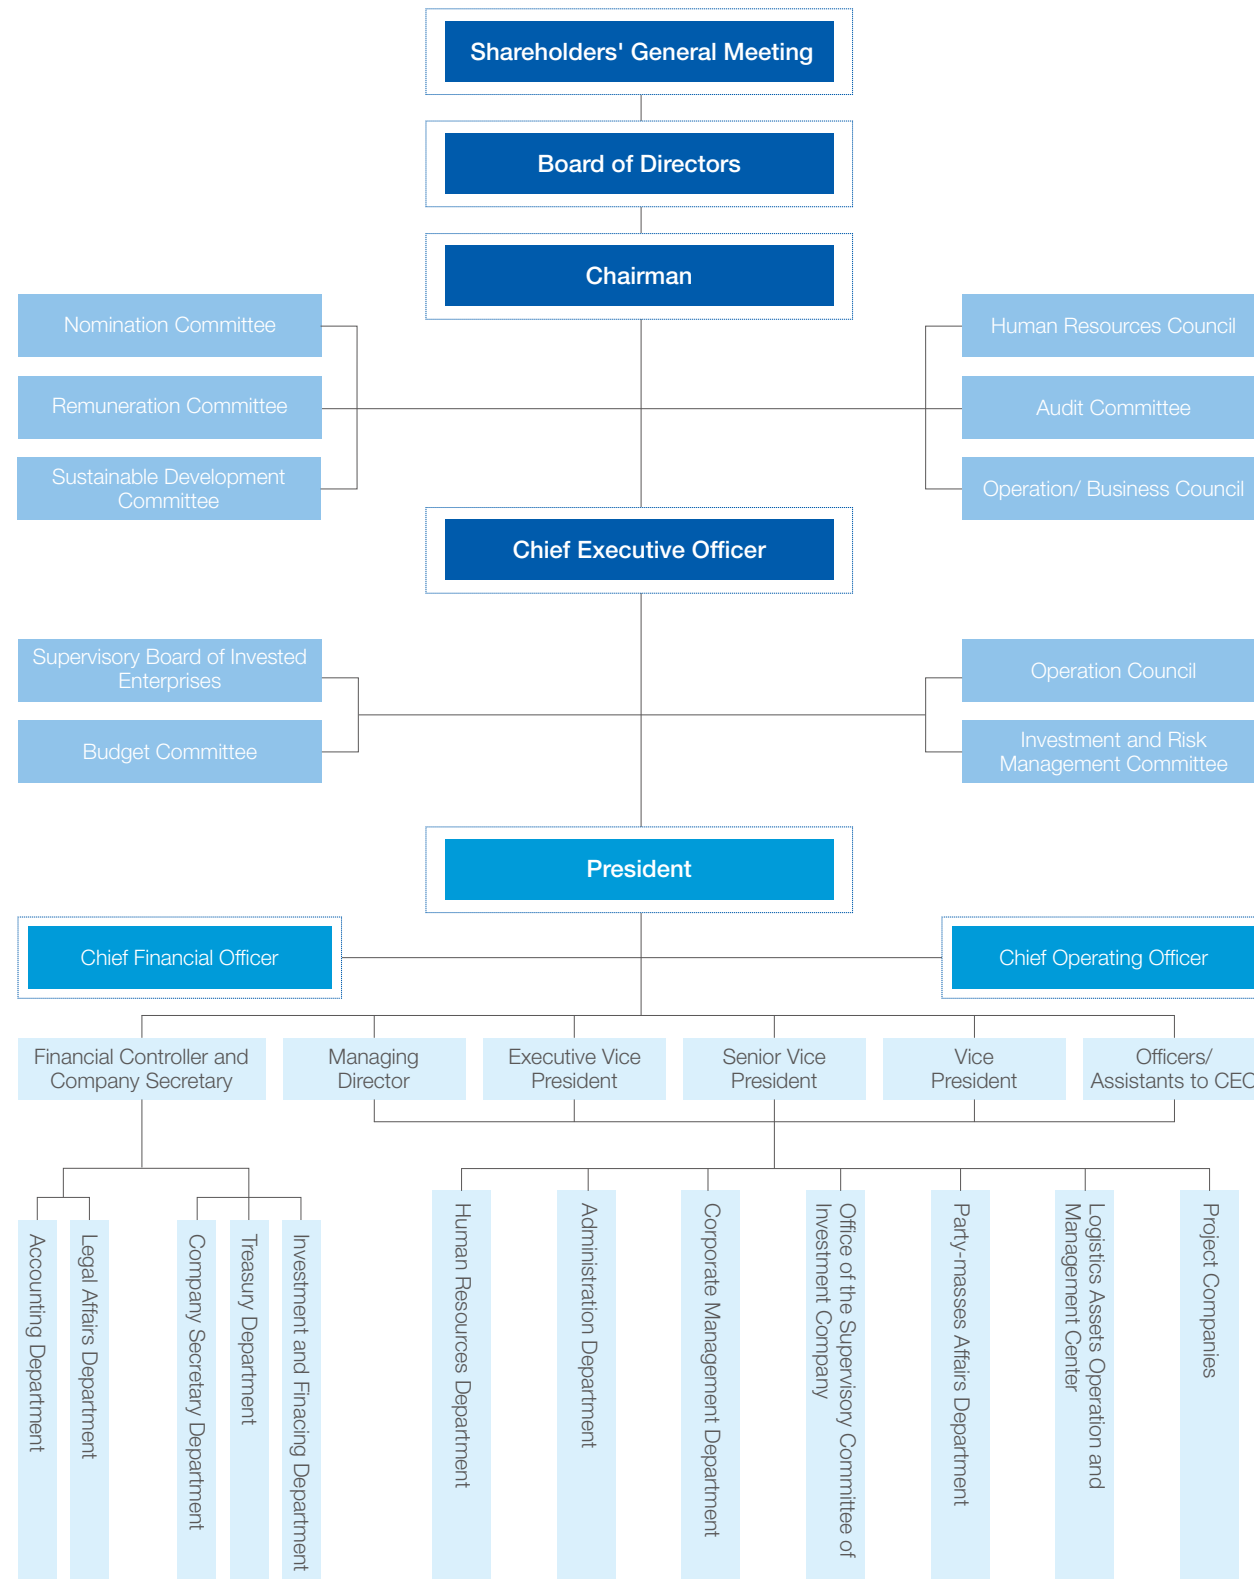 Shareholders' General Meeting
Board of Directors
Chairman
Nomination Committee
Human Resources Council
Remuneration Committee
Audit Committee
Sustainable Development
Committee
Operation/ Business Council
Chief Executive Officer
Supervisory Board of Invested
Enterprises
Operation Council
Budget Committee
Investment and Risk
Management Committee
President
Chief Financial Officer
Chief Operating Officer
Financial Controller and
Company Secretary
Managing
Director
Executive Vice
President
Senior Vice
President
Vice
President
Officers/
Assistants to CEO
Accounting Department
Legal Affairs Department
Company Secretary Department
Treasury Department
Investment and Finacing Department
Human Resources Department
Administration Department
Corporate Management Department
Office of the Supervisory Committee of
Investment Company
Party-masses Affairs Department
Logistics Assets Operation and
Management Center
Project Companies